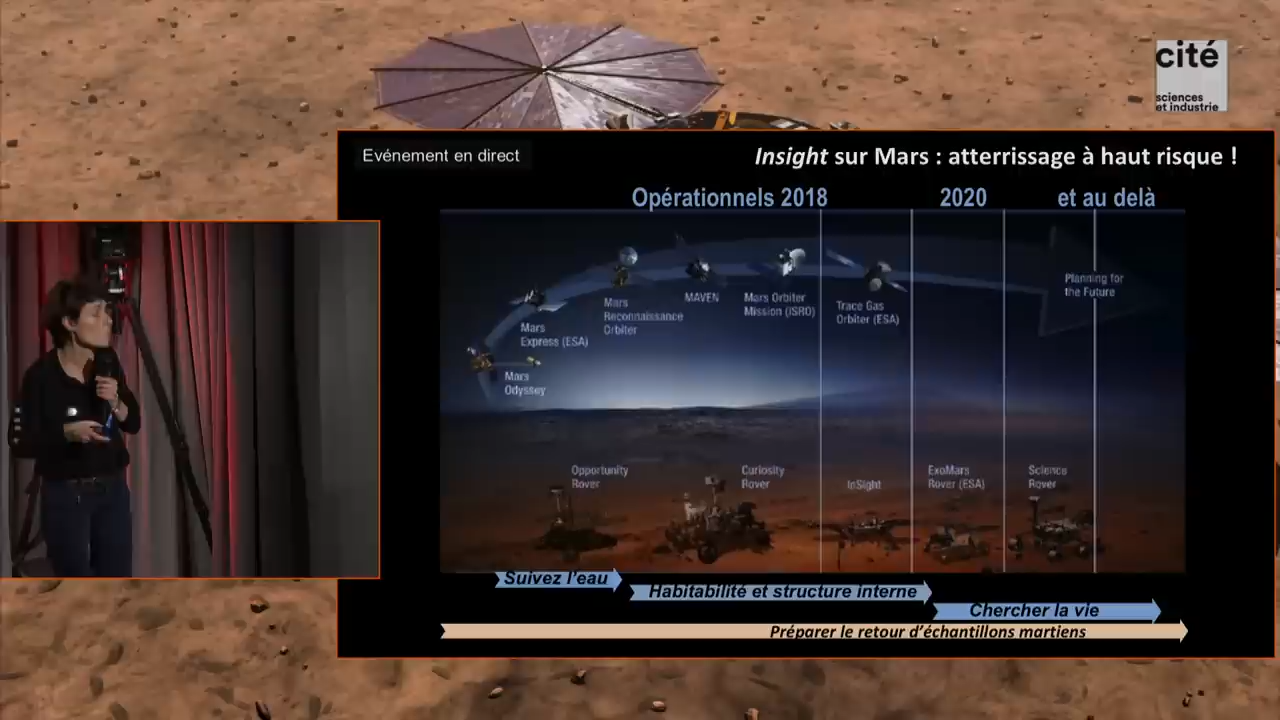 cité
sciences
et industrie
Evénement en direct
Insight sur Mars : atterrissage à haut risque !
Opérationnels 2018
2020
et au delà
Planning for
the Future
Mars
Reconnaissance
Orbiter
MAVEN
Mars Orbiter
Mission (ISRO)
Trace Gas
Orbiter (ESA)
Mars
Express (ESA)
Mars
Odyssey
Opportunity
Rover
Curiosity
Rover
InSight
ExoMars
Rover (ESA)
Science
Rover
Suivez l'eau
Habitabilité et structure interne
Chercher la vie
Préparer le retour d'échantillons martiens